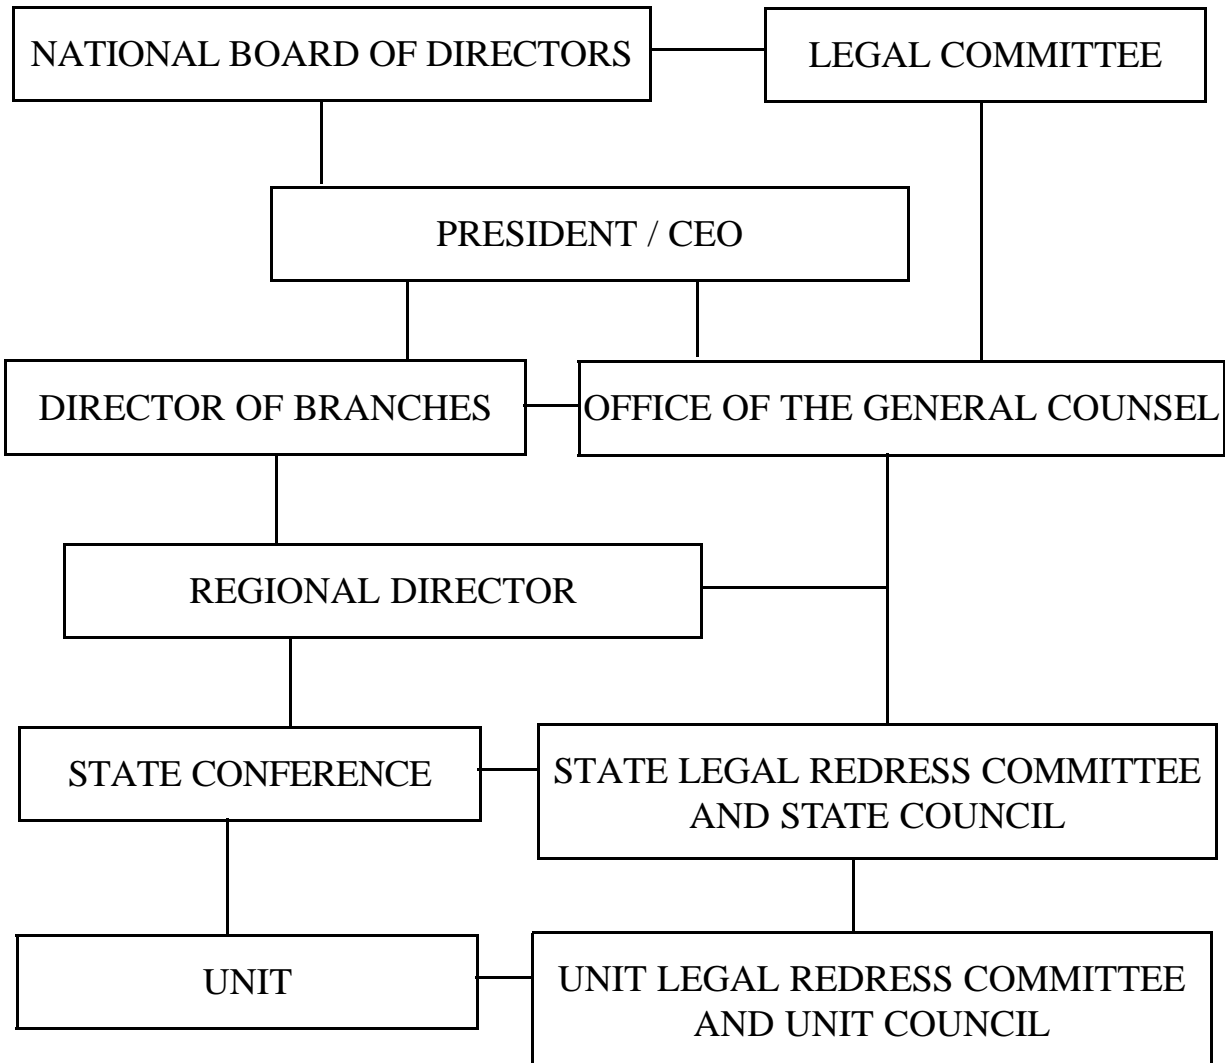 NATIONAL BOARD OF DIRECTORS
LEGAL COMMITTEE
PRESIDENT / CEO
DIRECTOR OF BRANCHES
OFFICE OF THE GENERAL COUNSEL
REGIONAL DIRECTOR
STATE CONFERENCE
STATE LEGAL REDRESS COMMITTEE
AND STATE COUNCIL
UNIT
UNIT LEGAL REDRESS COMMITTEE
AND UNIT COUNCIL